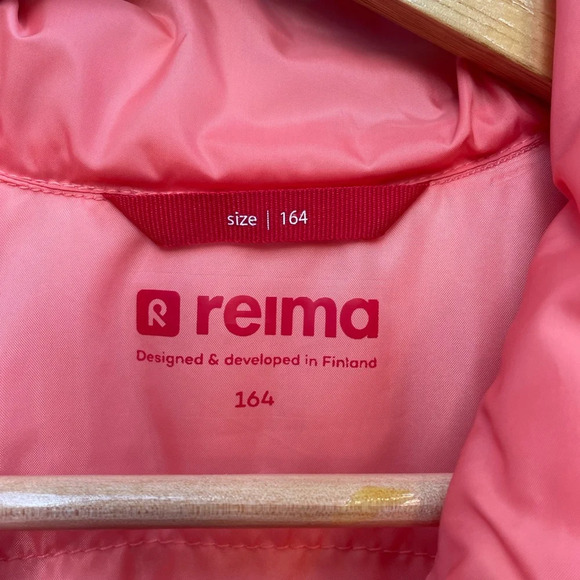 size | 164
reima
Designed & developed in Finland
164